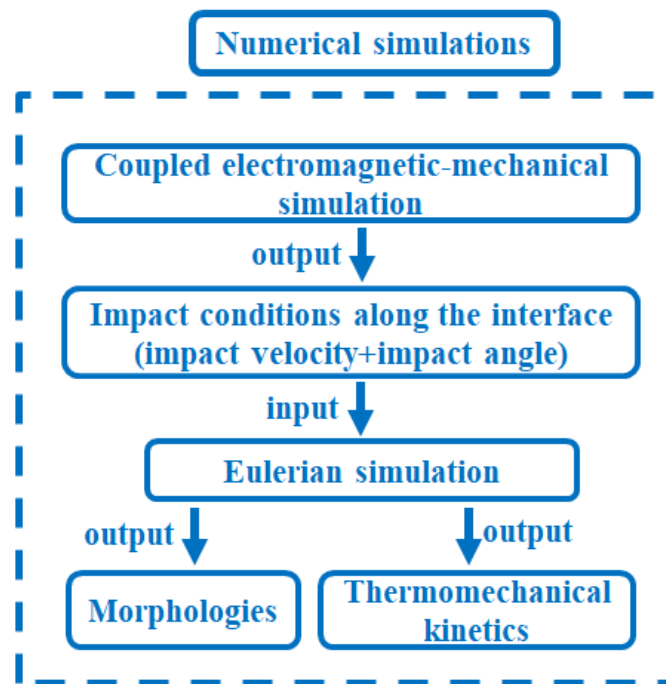 Numerical simulations
Coupled electromagnetic-mechanical
simulation
output
Impact conditions along the interface
(impact velocity+impact angle)
input
Eulerian simulation
output
output
Morphologies
Thermomechanical
kinetics